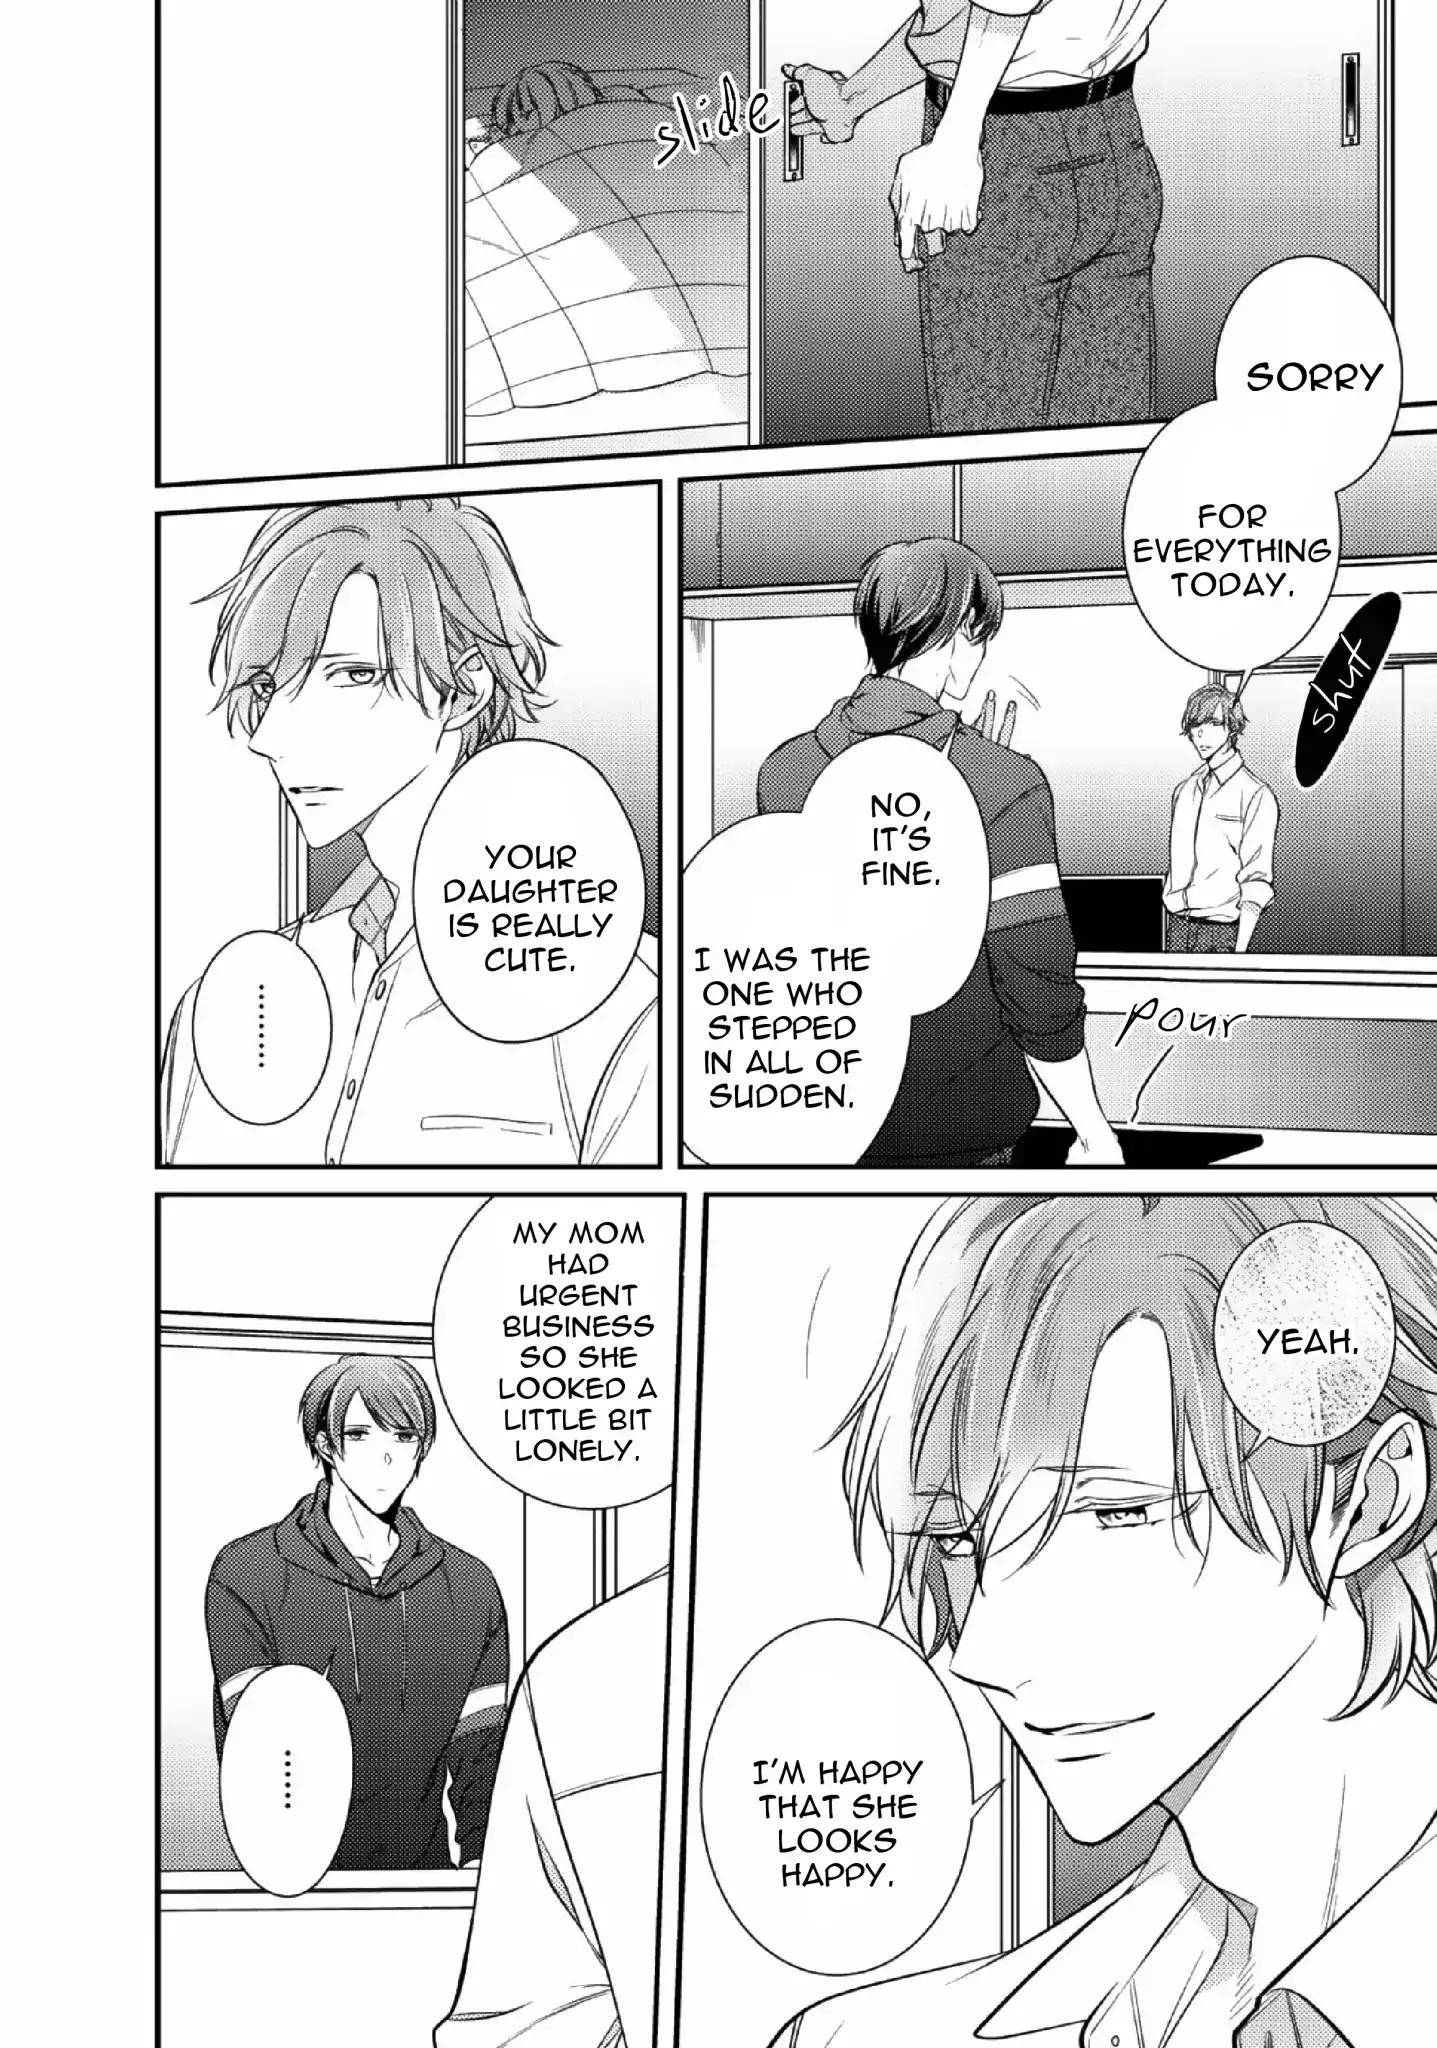 slide
SORRY
FOR
EVERYTHING
TODAY.
shut
NO,
IT'S
FINE.
I WAS THE
ONE WHO
STEPPED
IN ALL OF
SUDDEN.
pour
YOUR
DAUGHTER
IS REALLY
CUTE.
.........
YEAH.
I'M HAPPY
THAT SHE
LOOKS
HAPPY.
MY MOM
HAD
URGENT
BUSINESS
SO SHE
LOOKED A
LITTLE BIT
LONELY.
.......